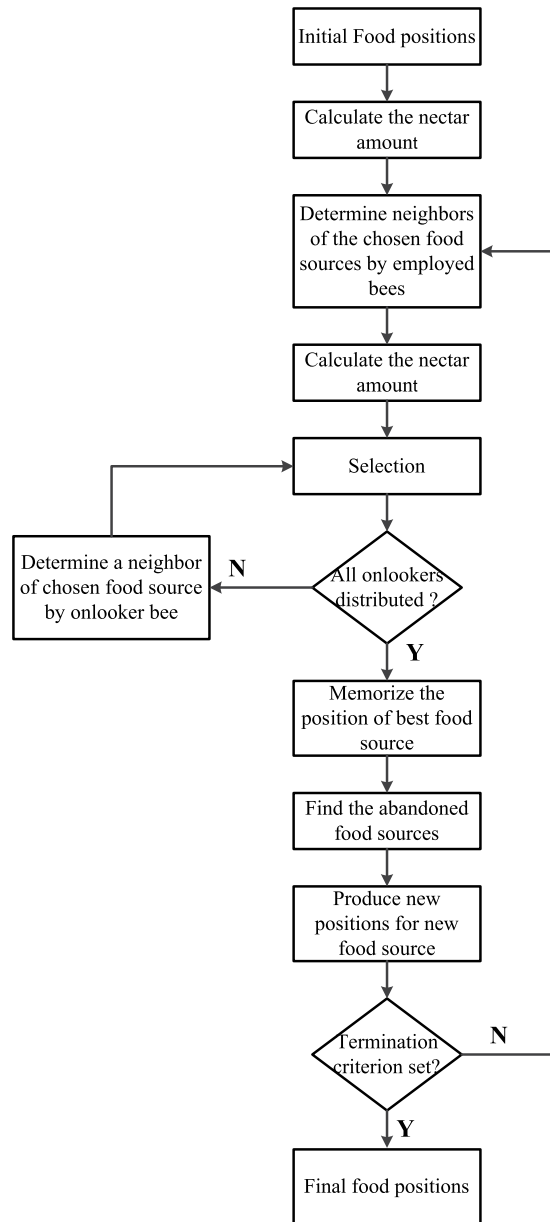 Initial Food positions
Calculate the nectar
amount
Determine neighbors
of the chosen food
sources by employed
bees
Calculate the nectar
amount
Selection
Determine a neighbor
of chosen food source
by onlooker bee
N
All onlookers
distributed ?
Y
Memorize the
position of best food
source
Find the abandoned
food sources
Produce new
positions for new
food source
Termination
criterion set?
N
Y
Final food positions